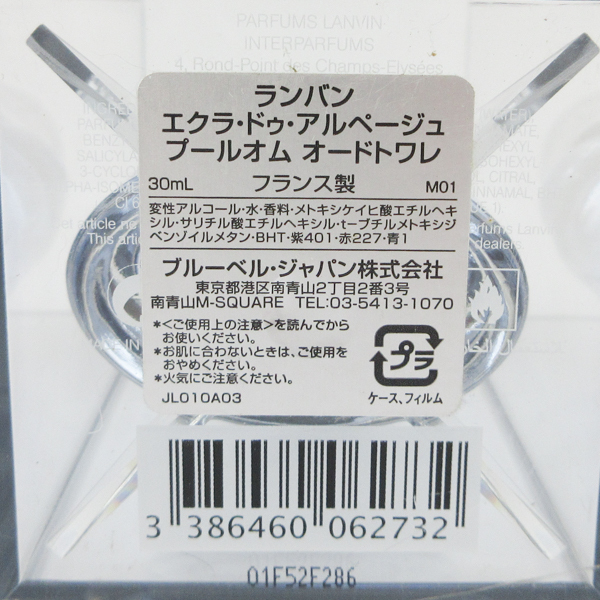 PARFUMS LANVIN
INTERPARFUMS
4, Rond-Point des Champs-Elysées
ランバン
エクラ・ドゥ・アルページュ
プールオム オードトワレ
30mL フランス製 M01
変性アルコール・水・香料・メトキシケイヒ酸エチルヘキ
シル・サリチル酸エチルヘキシル・t-ブチルメトキシジ
ベンゾイルメタン・BHT・紫401・赤227・青1
ブルーベル・ジャパン株式会社
東京都港区南青山2丁目2番3号
南青山M-SQUARE TEL:03-5413-1070
*<ご使用上の注意>を読んでから
お使いください。
*お肌に合わないときは、ご使用を
おやめください。
*火気にご注意ください。
JL010A03
プラ
ケース、フィルム
3 386460 062732
01F52F286